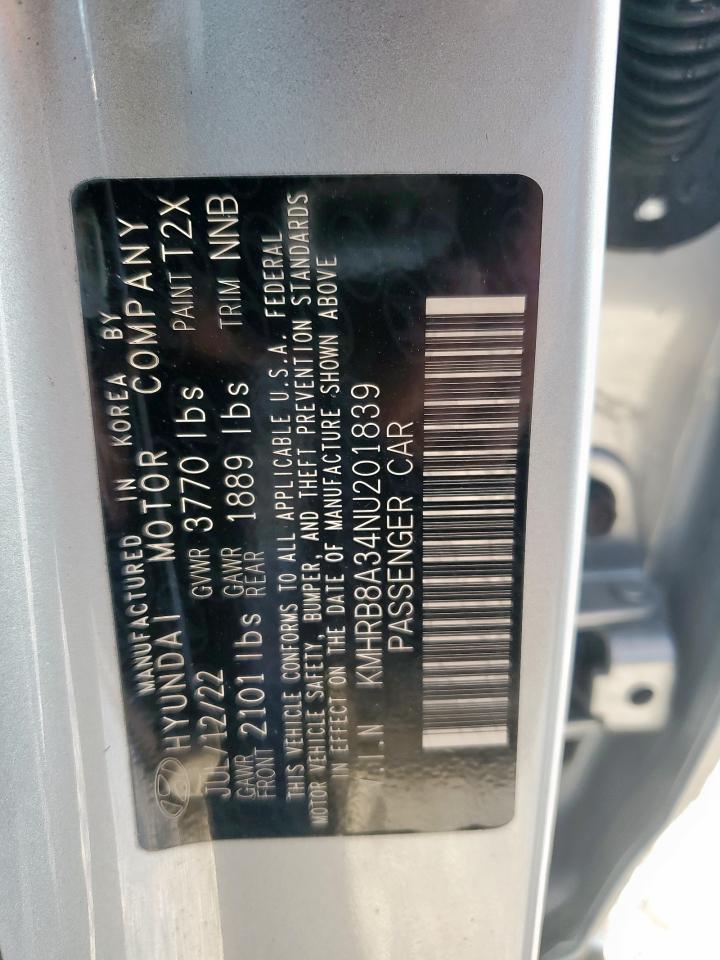 MANUFACTURED IN KOREA BY
HYUNDAI MOTOR COMPANY
JUL/12/22 GVWR 3770 lbs PAINT T2X
GAWR FRONT 2101 lbs GAWR REAR 1889 lbs TRIM NNB
THIS VEHICLE CONFORMS TO ALL APPLICABLE U.S.A. FEDERAL
MOTOR VEHICLE SAFETY, BUMPER, AND THEFT PREVENTION STANDARDS
IN EFFECT ON THE DATE OF MANUFACTURE SHOWN ABOVE
V.I.N KMHRB8A34NU201839
PASSENGER CAR